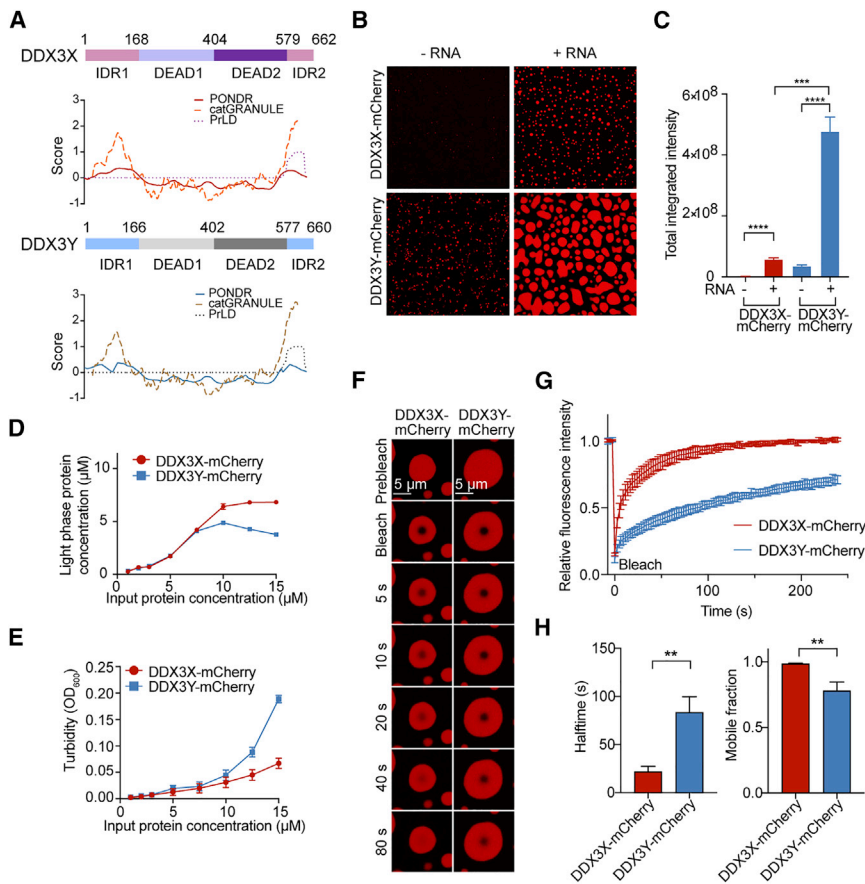 A
1 168 404 579 662
DDX3X
IDR1 DEAD1 DEAD2 IDR2
3
2
1
0
-1
Score
PONDR
catGRANULE
PrLD
1 166 402 577 660
DDX3Y
IDR1 DEAD1 DEAD2 IDR2
3
2
1
0
-1
Score
PONDR
catGRANULE
PrLD
B
- RNA + RNA
DDX3X-mCherry
DDX3Y-mCherry
C
Total integrated intensity
6×10⁸
4×10⁸
2×10⁸
0
***
****
****
RNA - + - +
DDX3X-
mCherry
DDX3Y-
mCherry
D
Light phase protein
concentration (µM)
10
5
0
DDX3X-mCherry
DDX3Y-mCherry
0 5 10 15
Input protein concentration (µM)
E
Turbidity (OD₆₀₀)
0.25
0.20
0.15
0.10
0.05
0.00
DDX3X-mCherry
DDX3Y-mCherry
0 5 10 15
Input protein concentration (µM)
F
DDX3X-
mCherry
DDX3Y-
mCherry
Prebleach
5 µm 5 µm
Bleach
5 s
10 s
20 s
40 s
80 s
G
Relative fluorescence intensity
1.0
0.5
0.0
Bleach
DDX3X-mCherry
DDX3Y-mCherry
0 100 200
Time (s)
H
Halftime (s)
150
100
50
0
**
DDX3X-mCherry
DDX3Y-mCherry
Mobile fraction
1.0
0.5
0.0
**
DDX3X-mCherry
DDX3Y-mCherry